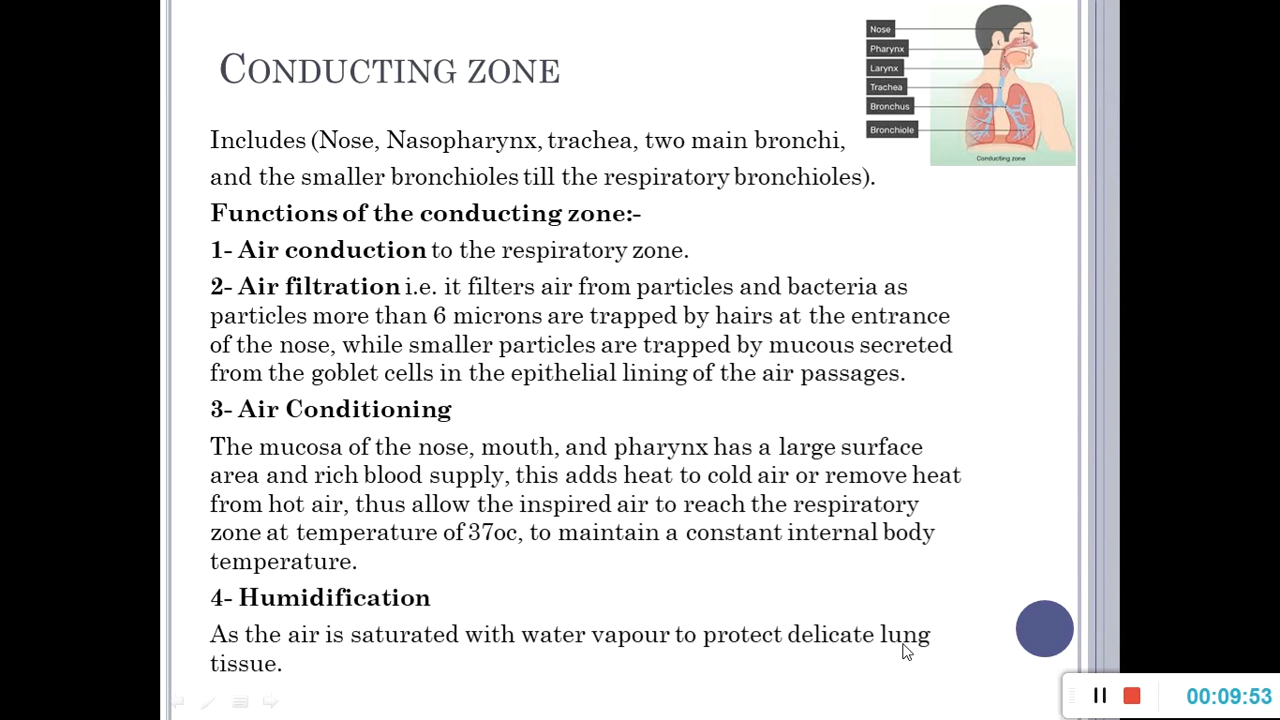 CONDUCTING ZONE
Nose
Pharynx
Larynx
Trachea
Bronchus
Bronchiole
Conducting zone
Includes (Nose, Nasopharynx, trachea, two main bronchi,
and the smaller bronchioles till the respiratory bronchioles).
Functions of the conducting zone:-
1- Air conduction to the respiratory zone.
2- Air filtration i.e. it filters air from particles and bacteria as
particles more than 6 microns are trapped by hairs at the entrance
of the nose, while smaller particles are trapped by mucous secreted
from the goblet cells in the epithelial lining of the air passages.
3- Air Conditioning
The mucosa of the nose, mouth, and pharynx has a large surface
area and rich blood supply, this adds heat to cold air or remove heat
from hot air, thus allow the inspired air to reach the respiratory
zone at temperature of 37oc, to maintain a constant internal body
temperature.
4- Humidification
As the air is saturated with water vapour to protect delicate lung
tissue.
00:09:53